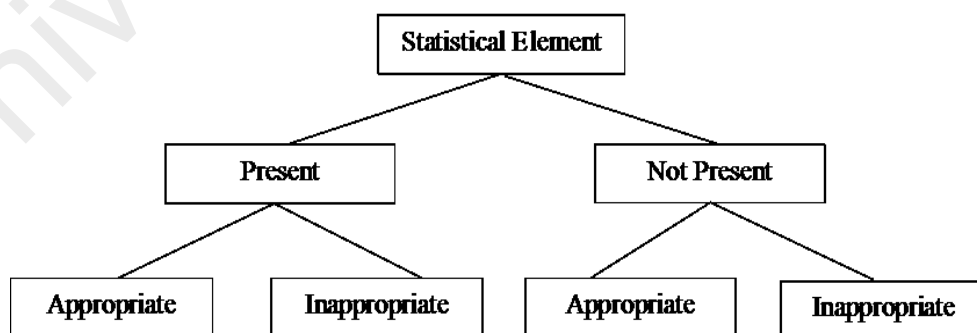 Statistical Element
Present Not Present
Appropriate Inappropriate Appropriate Inappropriate